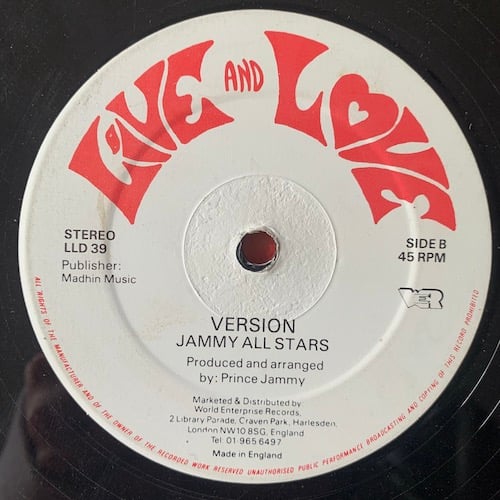 LIVE AND LOVE
STEREO
LLD 39
Publisher:
Madhin Music
SIDE B
45 RPM
WER
VERSION
JAMMY ALL STARS
Produced and arranged
by: Prince Jammy
Marketed & Distributed by:
World Enterprise Records,
2 Library Parade, Craven Park, Harlesden,
London NW10 8SG, England
Tel: 01 965 6497
Made in England
ALL RIGHTS OF THE MANUFACTURER AND OF THE OWNER OF THE RECORDED WORK RESERVED UNAUTHORISED PUBLIC PERFORMANCE BROADCASTING AND COPYING OF THIS RECORD PROHIBITED